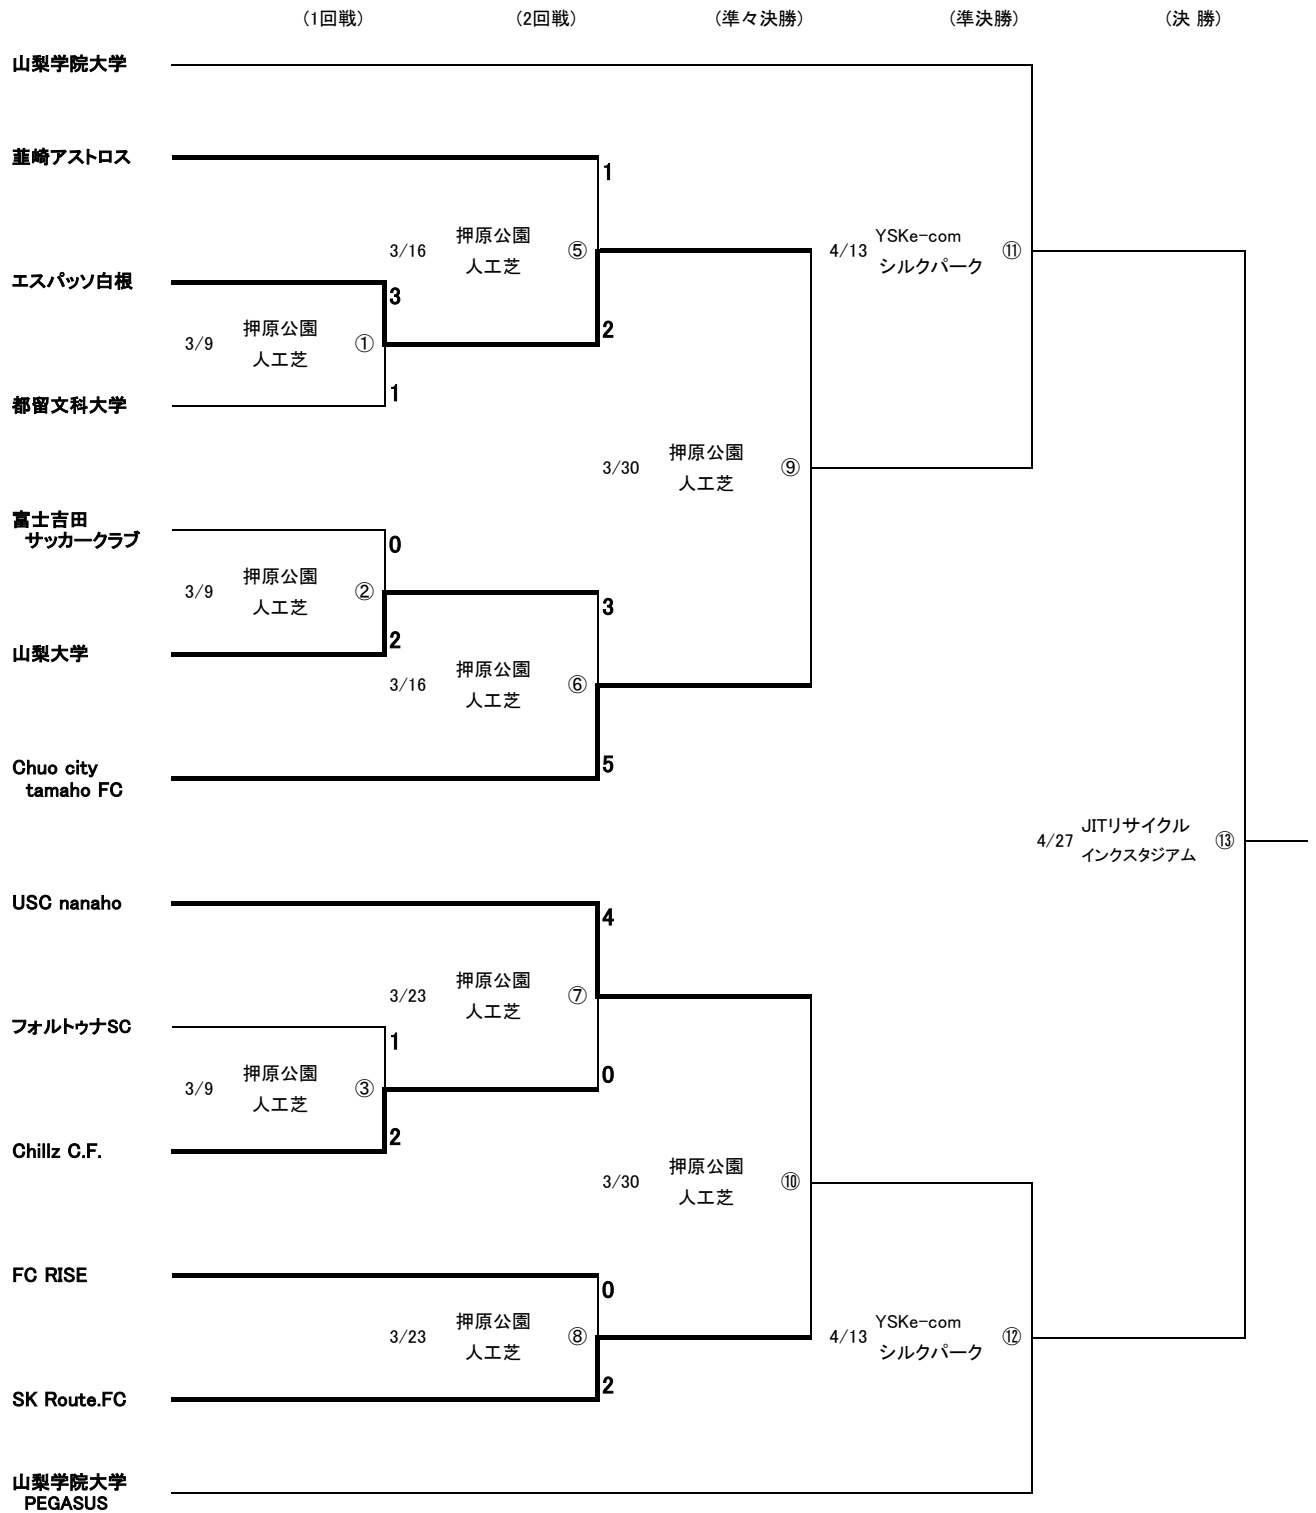 (1回戦) (2回戦) (準々決勝) (準決勝) (決 勝)
山梨学院大学
韮崎アストロス
1
3/16 押原公園 ⑤
人工芝
4/13 YSKe-com ⑪
シルクパーク
エスパッソ白根
3
2
3/9 押原公園 ①
人工芝
1
都留文科大学
3/30 押原公園 ⑨
人工芝
富士吉田
サッカークラブ
0
3/9 押原公園 ②
人工芝
3
2
山梨大学
3/16 押原公園 ⑥
人工芝
5
Chuo city
tamaho FC
4/27 JITリサイクル ⑬
インクスタジアム
USC nanaho
4
3/23 押原公園 ⑦
人工芝
フォルトゥナSC
1
0
3/9 押原公園 ③
人工芝
2
Chillz C.F.
3/30 押原公園 ⑩
人工芝
FC RISE
0
3/23 押原公園 ⑧
人工芝
4/13 YSKe-com ⑫
シルクパーク
2
SK Route.FC
山梨学院大学
PEGASUS